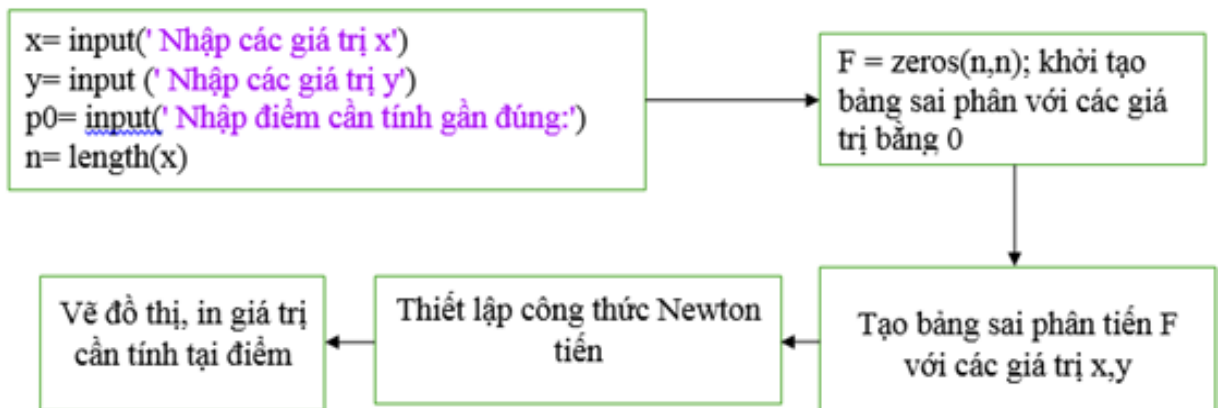 x= input(' Nhập các giá trị x')
y= input (' Nhập các giá trị y')
p0= input(' Nhập điểm cần tính gần đúng:')
n= length(x)
F = zeros(n,n); khởi tạo
bảng sai phân với các giá
trị bằng 0
Tạo bảng sai phân tiến F
với các giá trị x,y
Thiết lập công thức Newton
tiến
Vẽ đồ thị, in giá trị
cần tính tại điểm